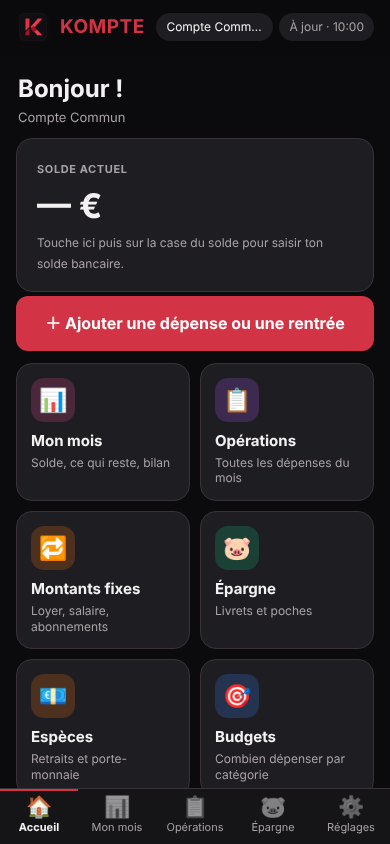 KOMPTE
Compte Comm...
À jour · 10:00
Bonjour !
Compte Commun
SOLDE ACTUEL
— €
Touche ici puis sur la case du solde pour saisir ton
solde bancaire.
+ Ajouter une dépense ou une rentrée
Mon mois
Solde, ce qui reste, bilan
Opérations
Toutes les dépenses du
mois
Montants fixes
Loyer, salaire,
abonnements
Épargne
Livrets et poches
Espèces
Retraits et porte-
monnaie
Budgets
Combien dépenser par
catégorie
Accueil
Mon mois
Opérations
Épargne
Réglages